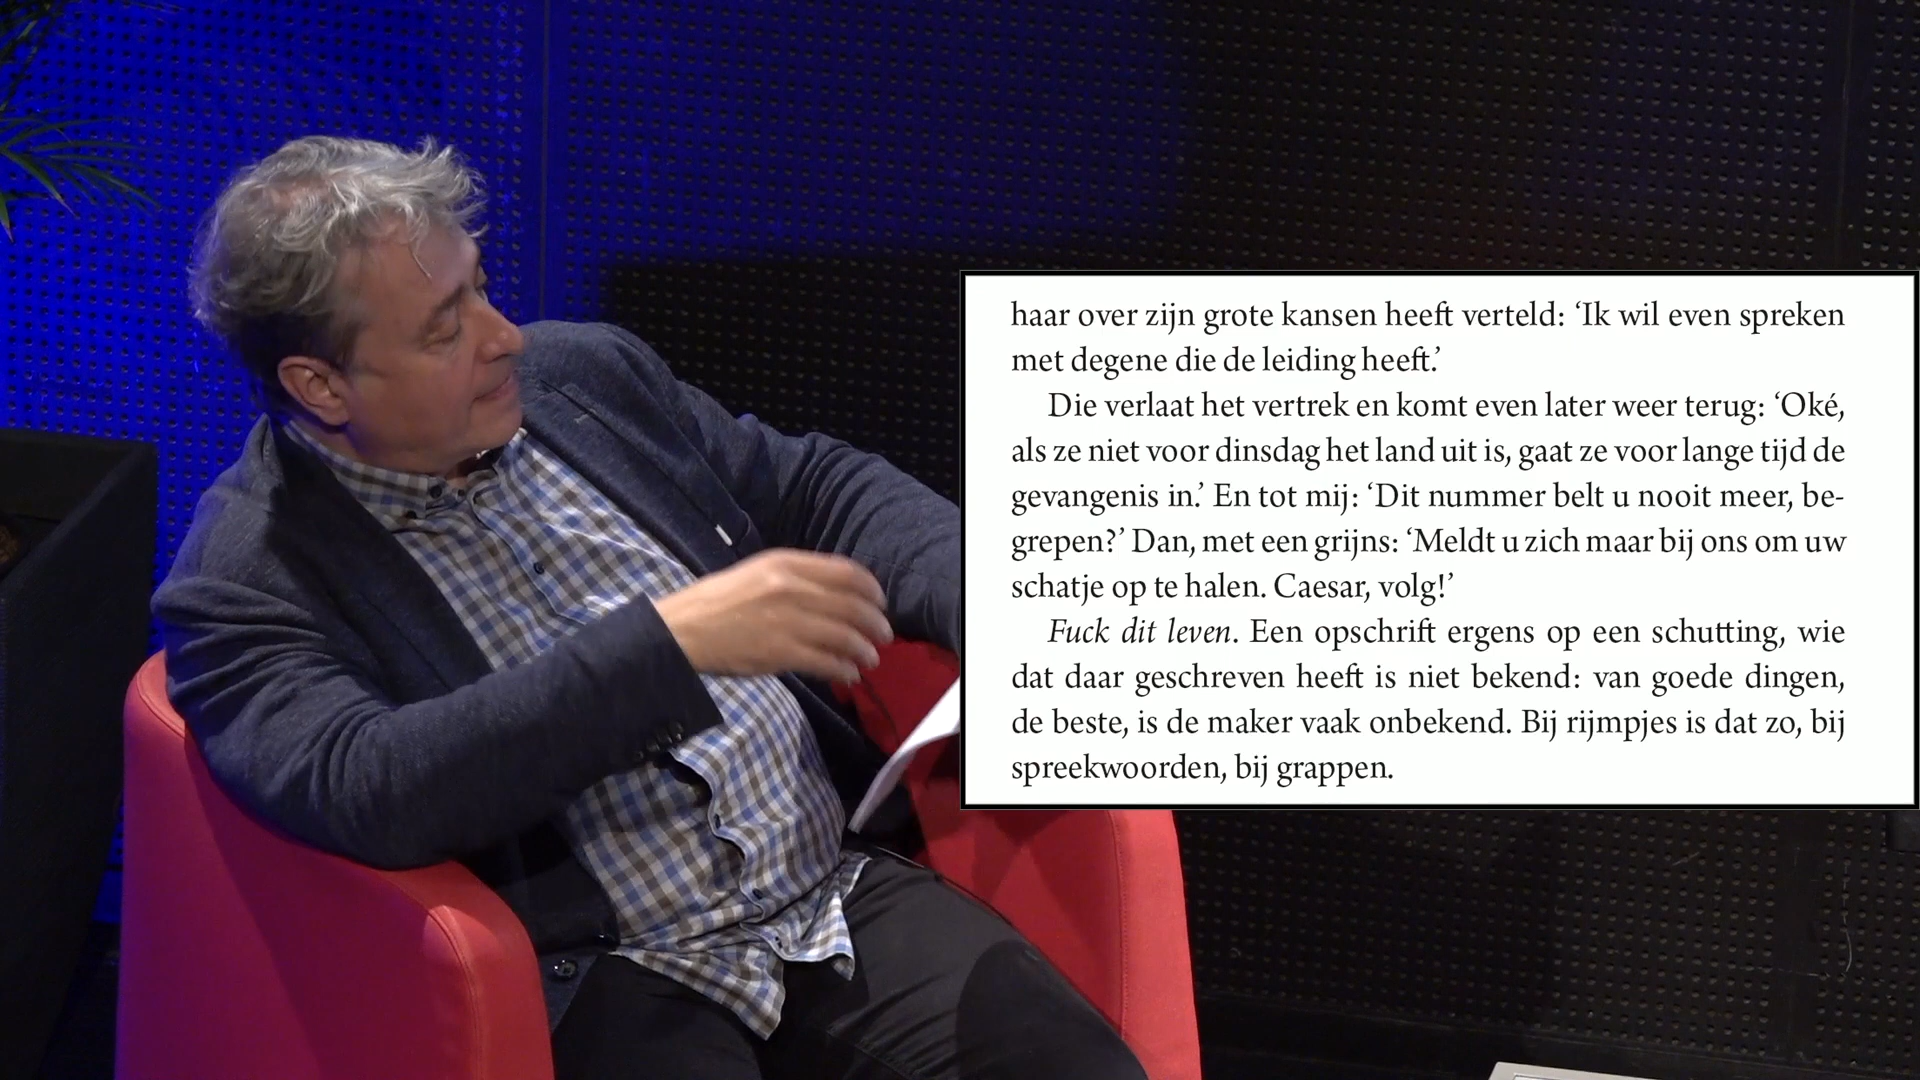 haar over zijn grote kansen heeft verteld: ‘Ik wil even spreken
met degene die de leiding heeft.’
Die verlaat het vertrek en komt even later weer terug: ‘Oké,
als ze niet voor dinsdag het land uit is, gaat ze voor lange tijd de
gevangenis in.’ En tot mij: ‘Dit nummer belt u nooit meer, be-
grepen?’ Dan, met een grijns: ‘Meldt u zich maar bij ons om uw
schatje op te halen. Caesar, volg!’
Fuck dit leven. Een opschrift ergens op een schutting, wie
dat daar geschreven heeft is niet bekend: van goede dingen,
de beste, is de maker vaak onbekend. Bij rijmpjes is dat zo, bij
spreekwoorden, bij grappen.